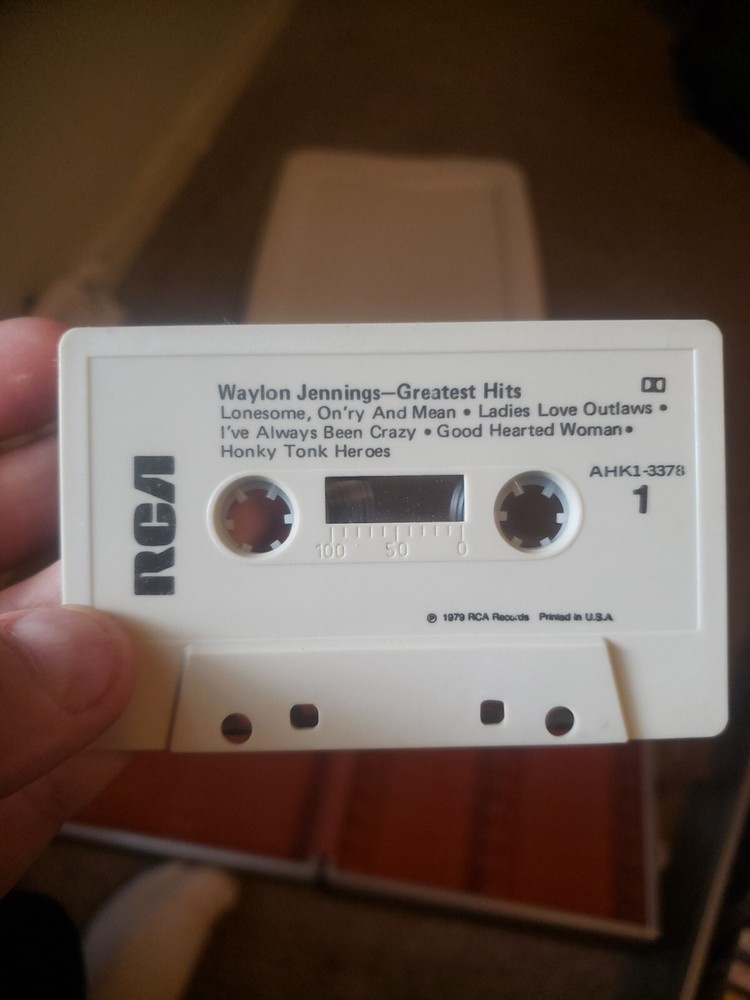 Waylon Jennings—Greatest Hits
Lonesome, On'ry And Mean • Ladies Love Outlaws •
I've Always Been Crazy • Good Hearted Woman •
Honky Tonk Heroes
AHK1-3378
1
RCA
100 50 0
℗ 1979 RCA Records Printed in U.S.A.